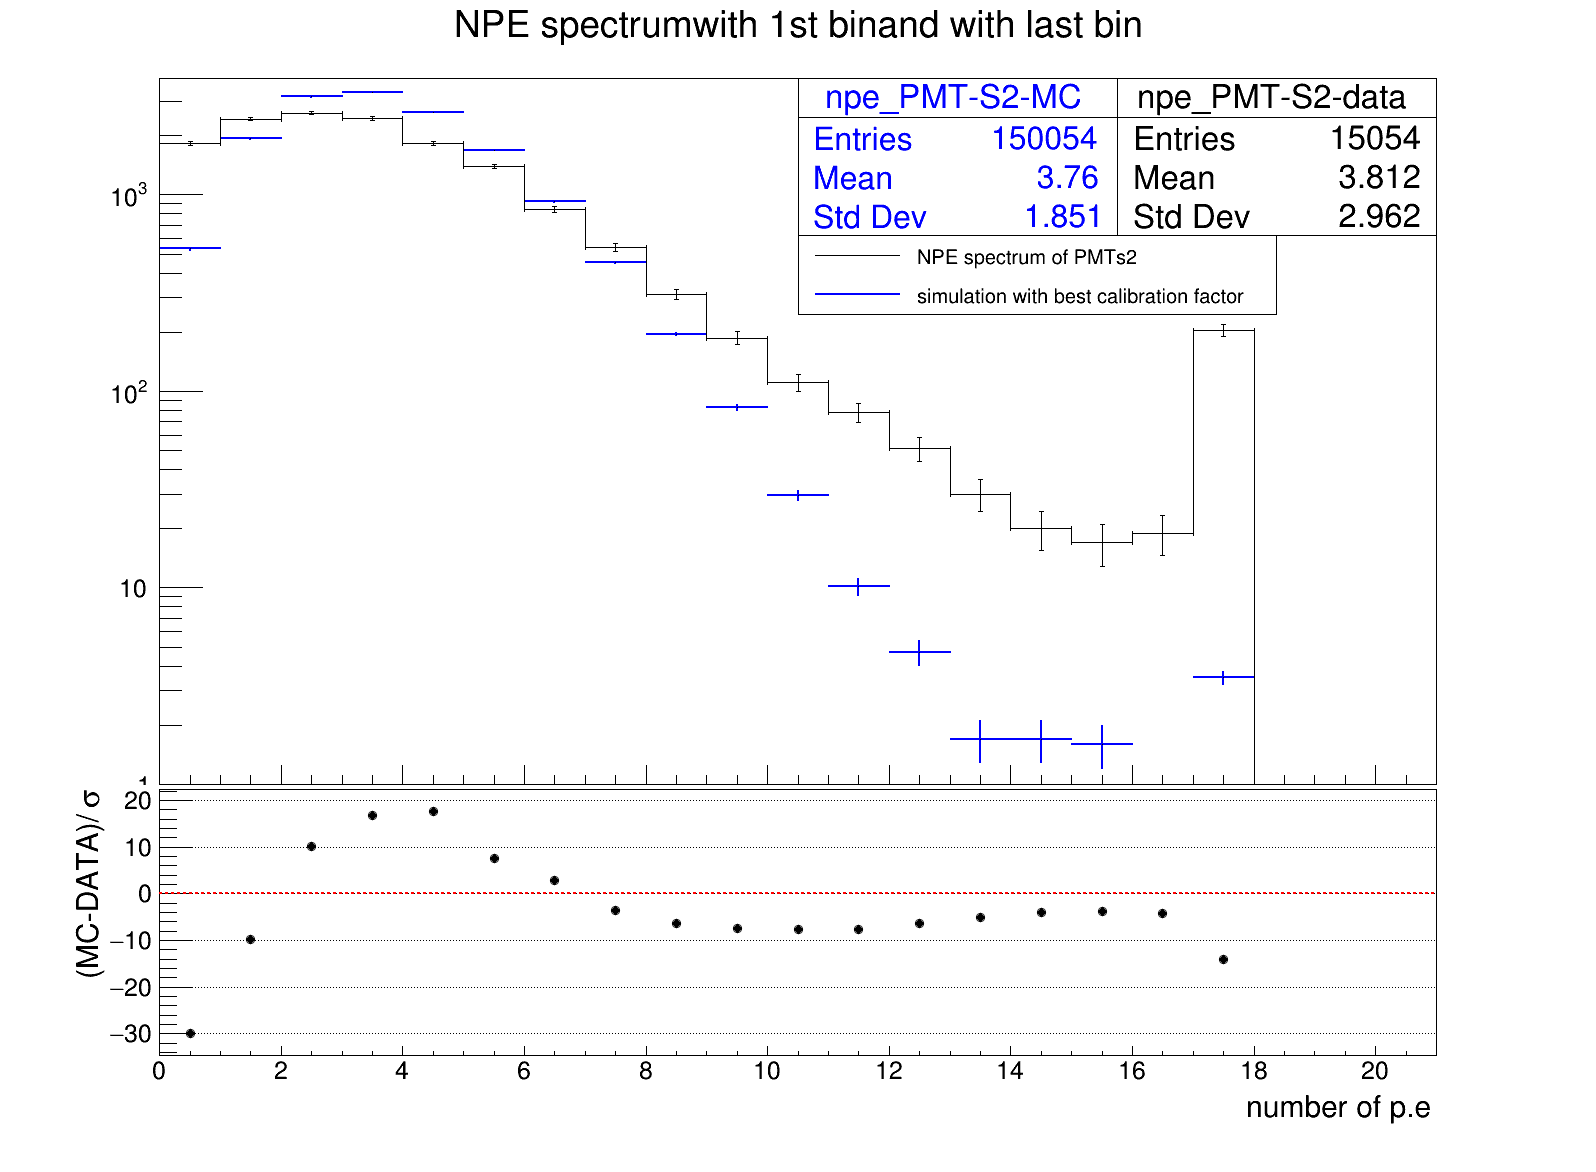 NPE spectrumwith 1st binand with last bin
npe_PMT-S2-MC
Entries 150054
Mean 3.76
Std Dev 1.851
npe_PMT-S2-data
Entries 15054
Mean 3.812
Std Dev 2.962
NPE spectrum of PMTs2
simulation with best calibration factor
10³
10²
10
1
(MC-DATA)/ σ
20
10
0
−10
−20
−30
0 2 4 6 8 10 12 14 16 18 20
number of p.e